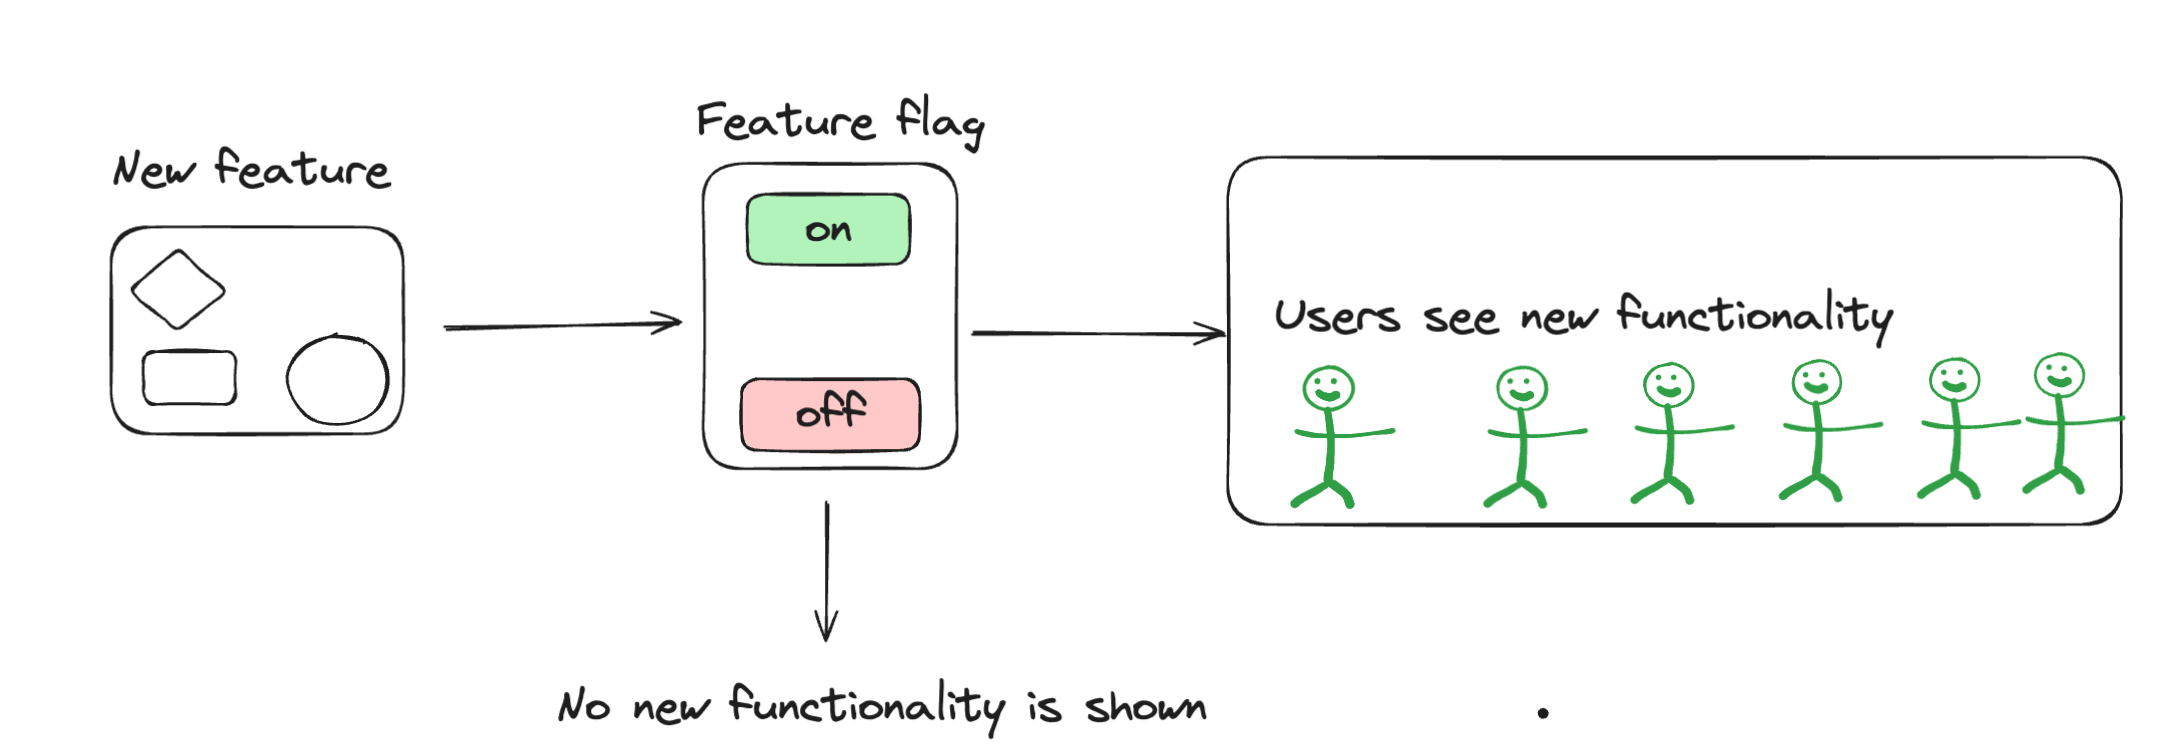 New feature
Feature flag
on
off
Users see new functionality
No new functionality is shown